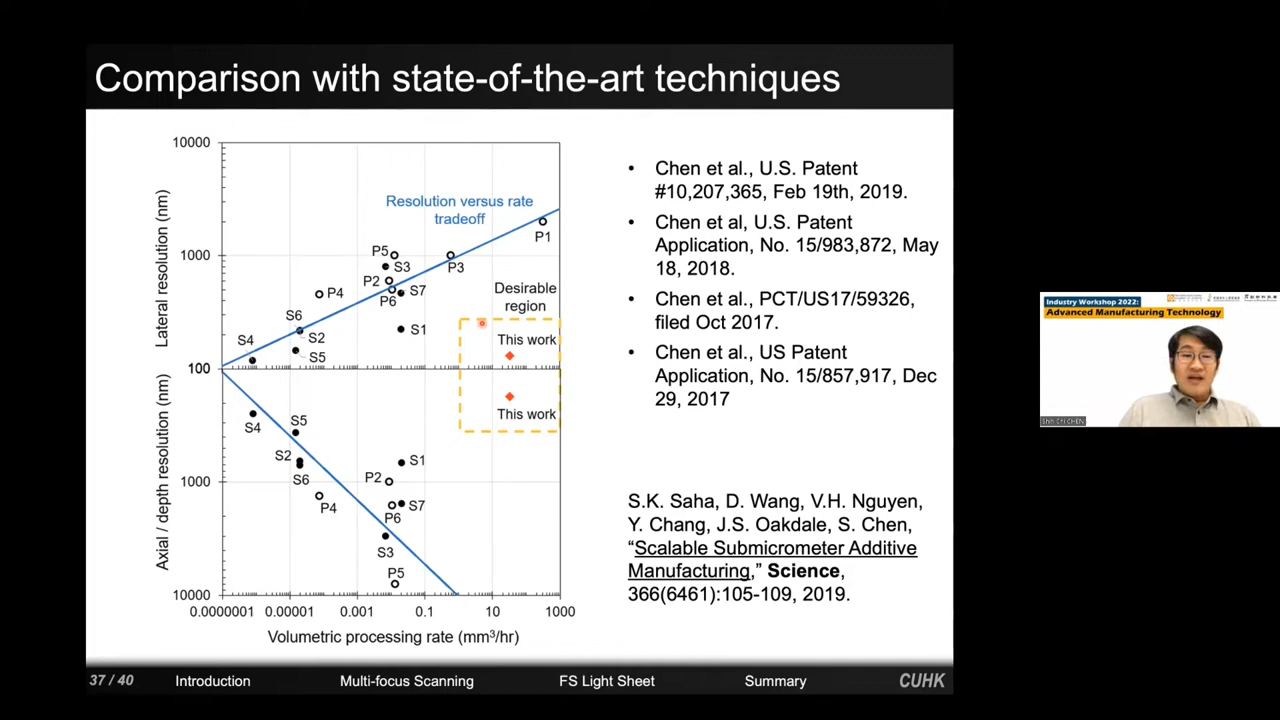 Comparison with state-of-the-art techniques
10000
1000
100
1000
10000
Lateral resolution (nm)
Axial / depth resolution (nm)
Resolution versus rate
tradeoff
P1
P5
S3
P3
P2
P4
P6
S7
Desirable
region
S6
S2
S1
S4
S5
This work
This work
S4
S5
S2
S6
S1
P2
P4
P6
S7
S3
P5
0.0000001
0.00001
0.001
0.1
10
1000
Volumetric processing rate (mm³/hr)
• Chen et al., U.S. Patent
#10,207,365, Feb 19th, 2019.
• Chen et al, U.S. Patent
Application, No. 15/983,872, May
18, 2018.
• Chen et al., PCT/US17/59326,
filed Oct 2017.
• Chen et al., US Patent
Application, No. 15/857,917, Dec
29, 2017
S.K. Saha, D. Wang, V.H. Nguyen,
Y. Chang, J.S. Oakdale, S. Chen,
“Scalable Submicrometer Additive
Manufacturing,” Science,
366(6461):105-109, 2019.
37 / 40
Introduction
Multi-focus Scanning
FS Light Sheet
Summary
CUHK
Industry Workshop 2022:
Advanced Manufacturing Technology
CHEN